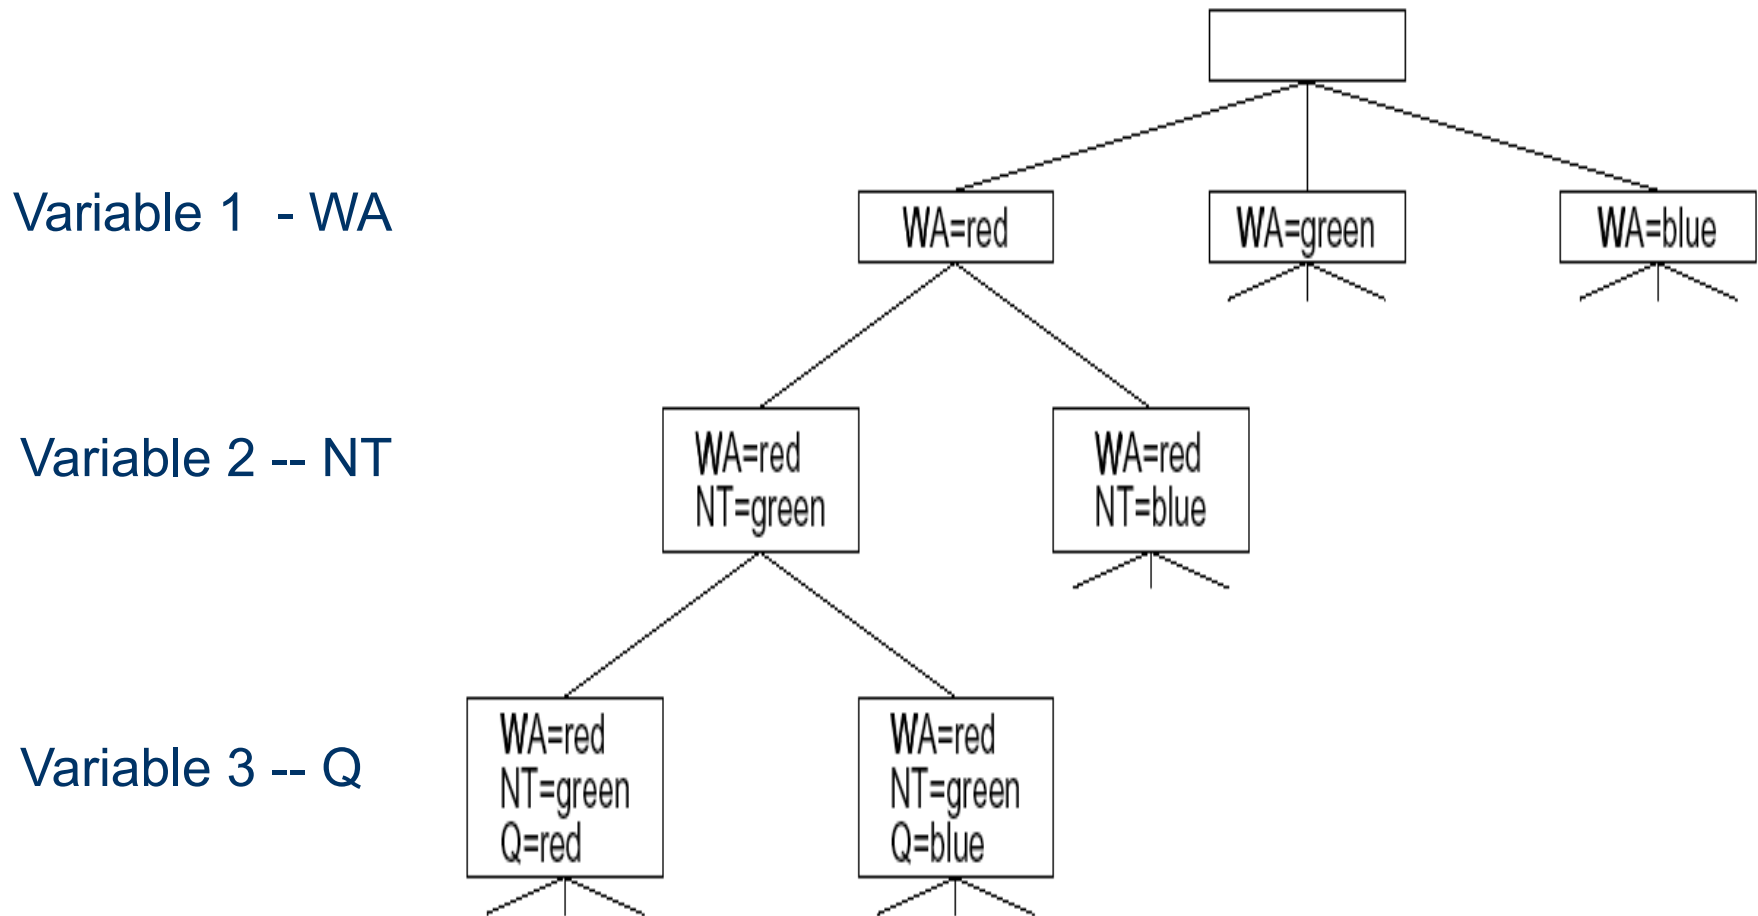 Variable 1 - WA
WA=red
WA=green
WA=blue
Variable 2 -- NT
WA=red
NT=green
WA=red
NT=blue
Variable 3 -- Q
WA=red
NT=green
Q=red
WA=red
NT=green
Q=blue